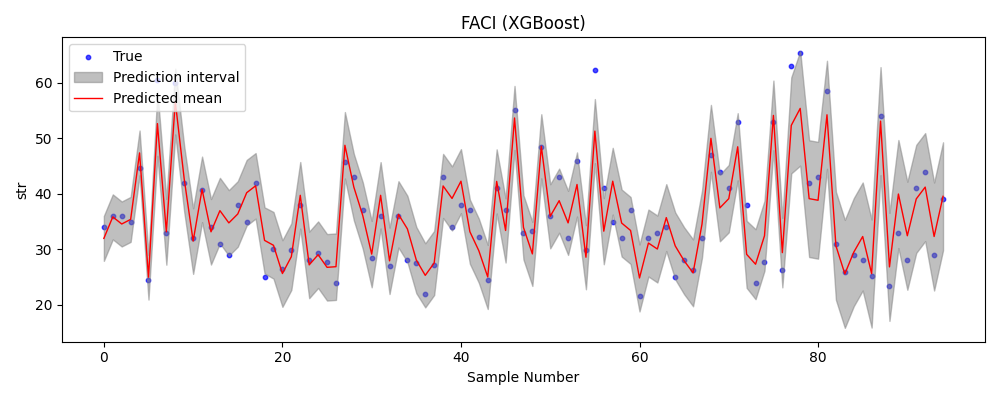 FACI (XGBoost)
True
Prediction interval
Predicted mean
str
60
50
40
30
20
0
20
40
60
80
Sample Number